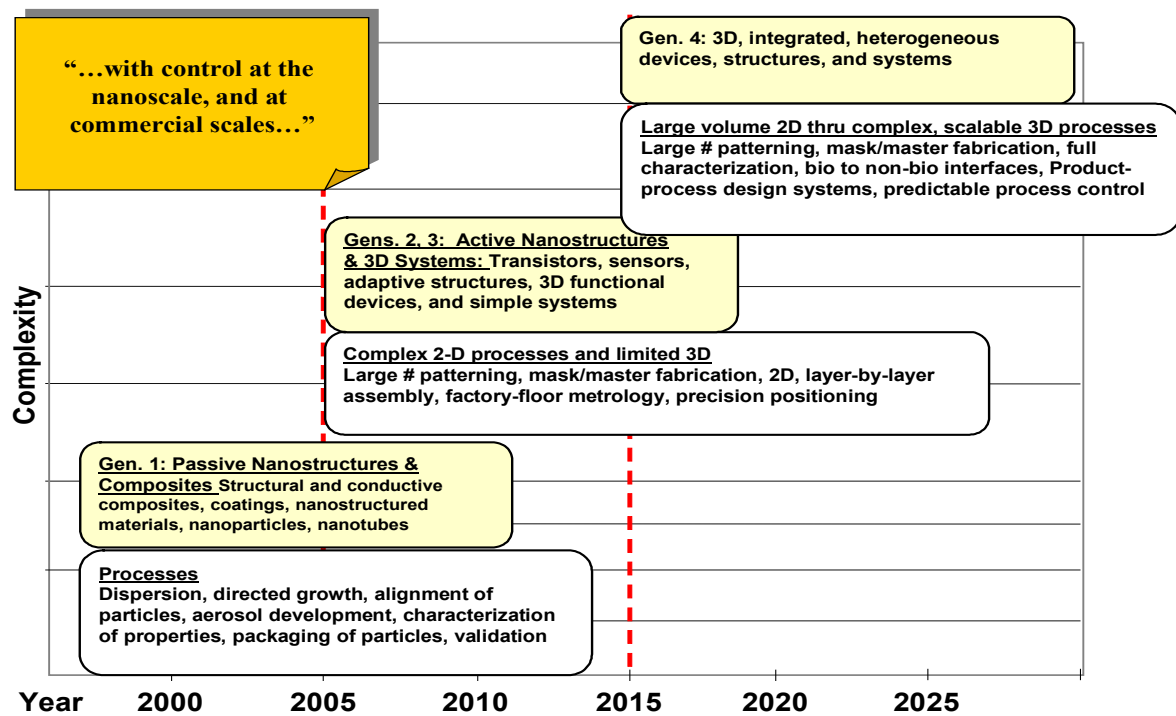 “…with control at the
nanoscale, and at
commercial scales…”
Gen. 4: 3D, integrated, heterogeneous
devices, structures, and systems
Large volume 2D thru complex, scalable 3D processes
Large # patterning, mask/master fabrication, full
characterization, bio to non-bio interfaces, Product-
process design systems, predictable process control
Gens. 2, 3: Active Nanostructures
& 3D Systems: Transistors, sensors,
adaptive structures, 3D functional
devices, and simple systems
Complex 2-D processes and limited 3D
Large # patterning, mask/master fabrication, 2D, layer-by-layer
assembly, factory-floor metrology, precision positioning
Gen. 1: Passive Nanostructures &
Composites Structural and conductive
composites, coatings, nanostructured
materials, nanoparticles, nanotubes
Processes
Dispersion, directed growth, alignment of
particles, aerosol development, characterization
of properties, packaging of particles, validation
Complexity
Year 2000 2005 2010 2015 2020 2025